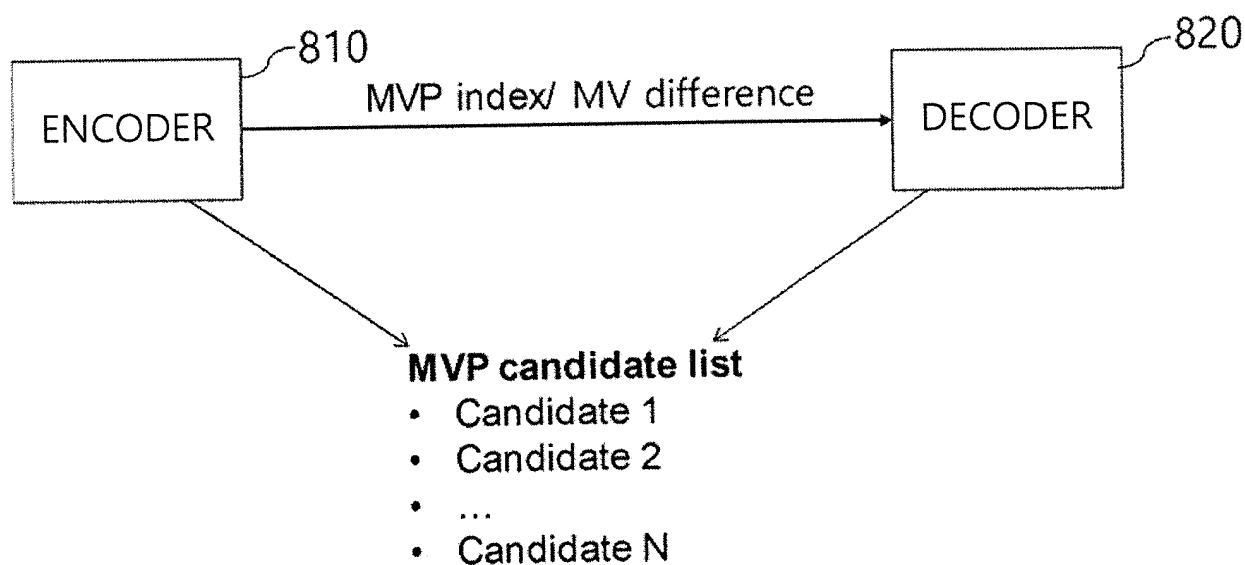 810
820
ENCODER
MVP index/ MV difference
DECODER
MVP candidate list
• Candidate 1
• Candidate 2
• ...
• Candidate N